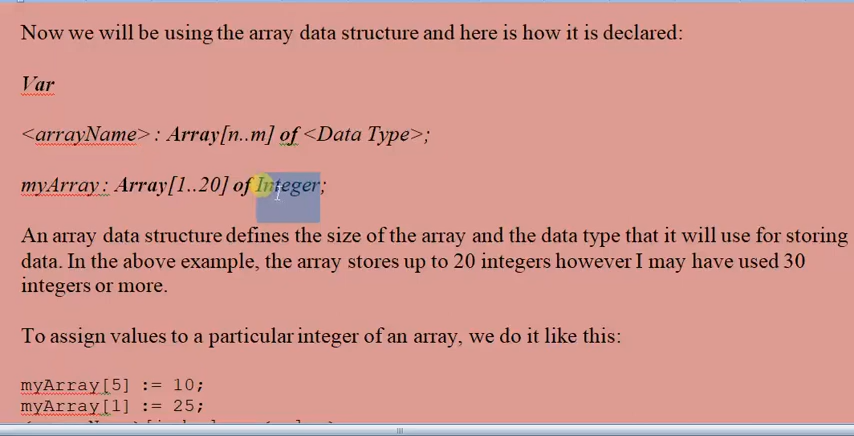 Now we will be using the array data structure and here is how it is declared:
Var
<arrayName> : Array[n..m] of <Data Type>;
myArray : Array[1..20] of Integer;
An array data structure defines the size of the array and the data type that it will use for storing
data. In the above example, the array stores up to 20 integers however I may have used 30
integers or more.
To assign values to a particular integer of an array, we do it like this:
myArray[5] := 10;
myArray[1] := 25;